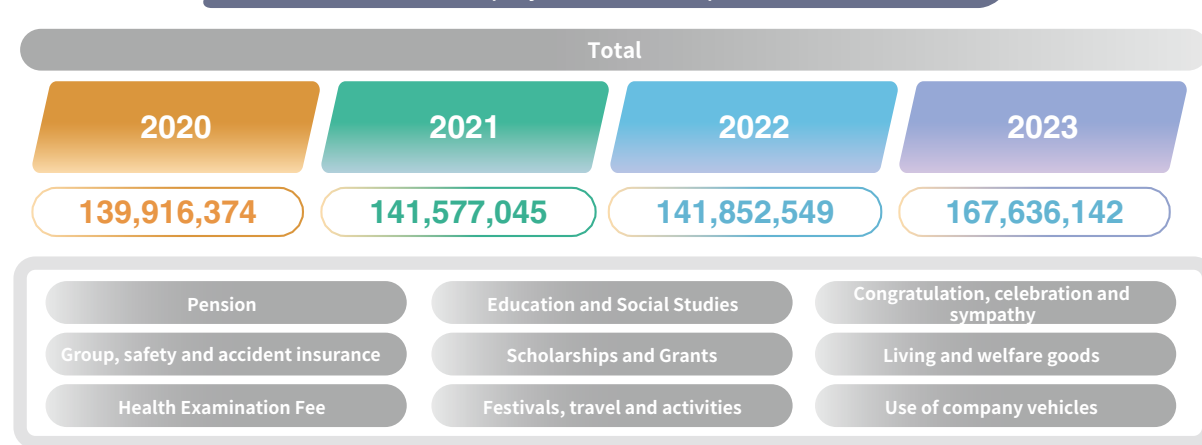 Total
2020
2021
2022
2023
139,916,374
141,577,045
141,852,549
167,636,142
Pension
Education and Social Studies
Congratulation, celebration and
sympathy
Group, safety and accident insurance
Scholarships and Grants
Living and welfare goods
Health Examination Fee
Festivals, travel and activities
Use of company vehicles